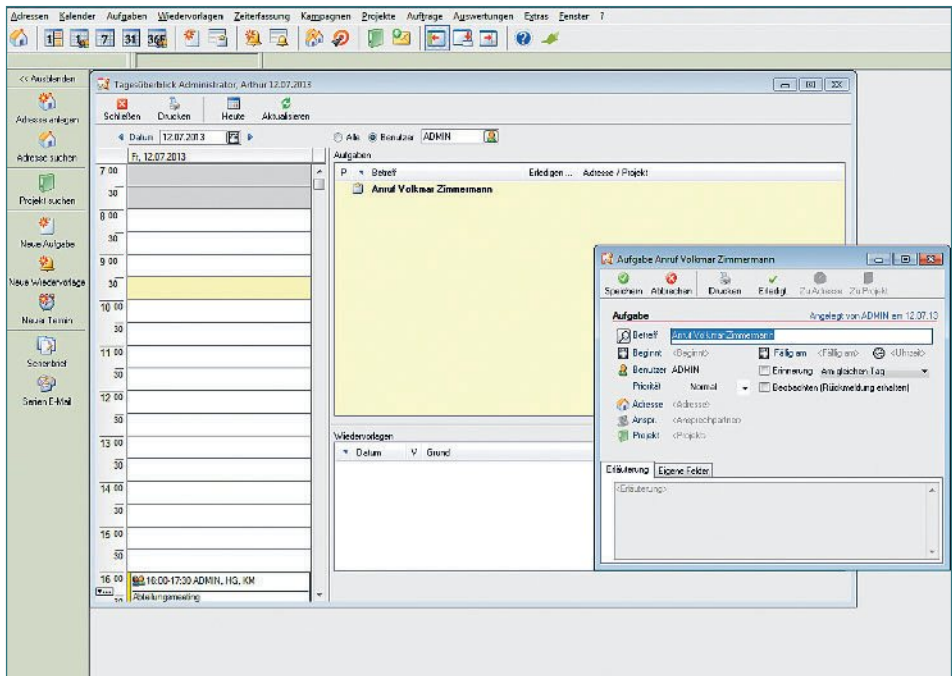 Adressen Kalender Aufgaben Wiedervorlagen Zeiterfassung Kampagnen Projekte Aufträge Auswertungen Extras Fenster ?
1 7 31 365
<< Ausblenden
Adresse anlegen
Adresse suchen
Projekt suchen
Neue Aufgabe
Neue Wiedervorlage
Neuer Termin
Serienbrief
Serien E-Mail
Tagesüberblick Administrator, Arthur 12.07.2013
Schließen Drucken Heute Aktualisieren
Datum 12.07.2013
Alle Benutzer ADMIN
Fr, 12.07.2013
7 00
30
8 00
30
9 00
30
10 00
30
11 00
30
12 00
30
13 00
30
14 00
30
15 00
30
16 00 16:00-17:30 ADMIN, HG, KM
30 Abteilungsmeeting
Aufgaben
P Betreff Erledigen ... Adresse / Projekt
Anruf Volkmar Zimmermann
Wiedervorlagen
Datum V Grund
Aufgabe Anruf Volkmar Zimmermann
Speichern Abbrechen Drucken Erledigt Zu Adresse Zu Projekt
Aufgabe Angelegt von ADMIN am 12.07.13
Betreff Anruf Volkmar Zimmermann
Beginnt <Beginnt> Fällig am <Fällig am> <Uhrzeit>
Benutzer ADMIN Erinnerung Am gleichen Tag
Priorität Normal Beobachten (Rückmeldung erhalten)
Adresse <Adresse>
Anspr. <Ansprechpartner>
Projekt <Projekt>
Erläuterung Eigene Felder
<Erläuterung>